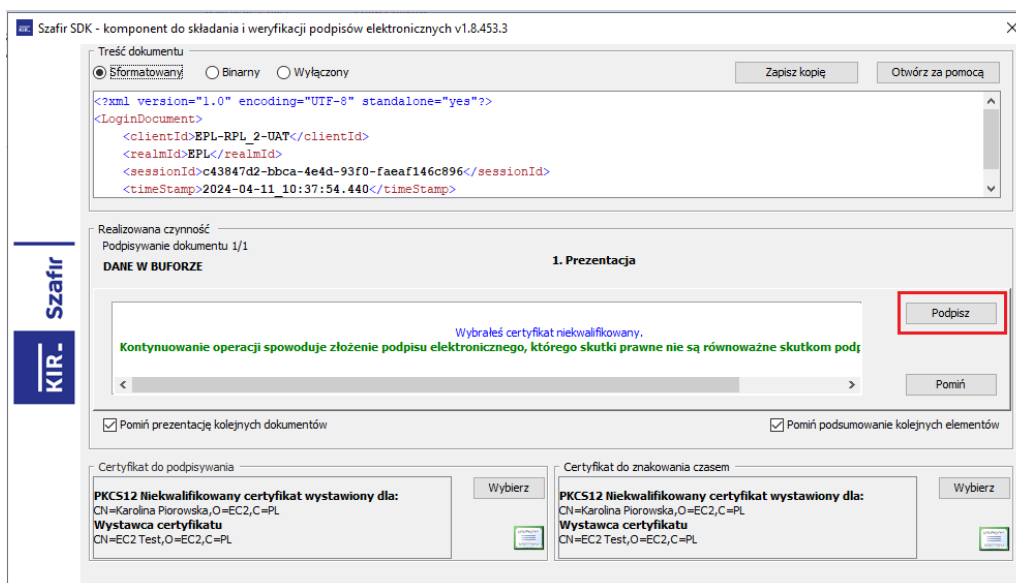 Szafir SDK - komponent do składania i weryfikacji podpisów elektronicznych v1.8.453.3
Treść dokumentu
Sformatowany Binarny Wyłączony Zapisz kopię Otwórz za pomocą
<?xml version="1.0" encoding="UTF-8" standalone="yes"?>
<LoginDocument>
<clientId>EPL-RPL_2-UAT</clientId>
<realmId>EPL</realmId>
<sessionId>c43847d2-bbca-4e4d-93f0-faeaf146c896</sessionId>
<timeStamp>2024-04-11_10:37:54.440</timeStamp>
Realizowana czynność
Podpisywanie dokumentu 1/1
DANE W BUFORZE
1. Prezentacja
Szafir
KIR.
Wybrałeś certyfikat niekwalifikowany.
Kontynuowanie operacji spowoduje złożenie podpisu elektronicznego, którego skutki prawne nie są równoważne skutkom podp
Podpisz
Pomiń
Pomiń prezentację kolejnych dokumentów
Pomiń podsumowanie kolejnych elementów
Certyfikat do podpisywania
PKCS12 Niekwalifikowany certyfikat wystawiony dla:
CN=Karolina Piorowska,O=EC2,C=PL
Wystawca certyfikatu
CN=EC2 Test,O=EC2,C=PL
Wybierz
Certyfikat do znakowania czasem
PKCS12 Niekwalifikowany certyfikat wystawiony dla:
CN=Karolina Piorowska,O=EC2,C=PL
Wystawca certyfikatu
CN=EC2 Test,O=EC2,C=PL
Wybierz